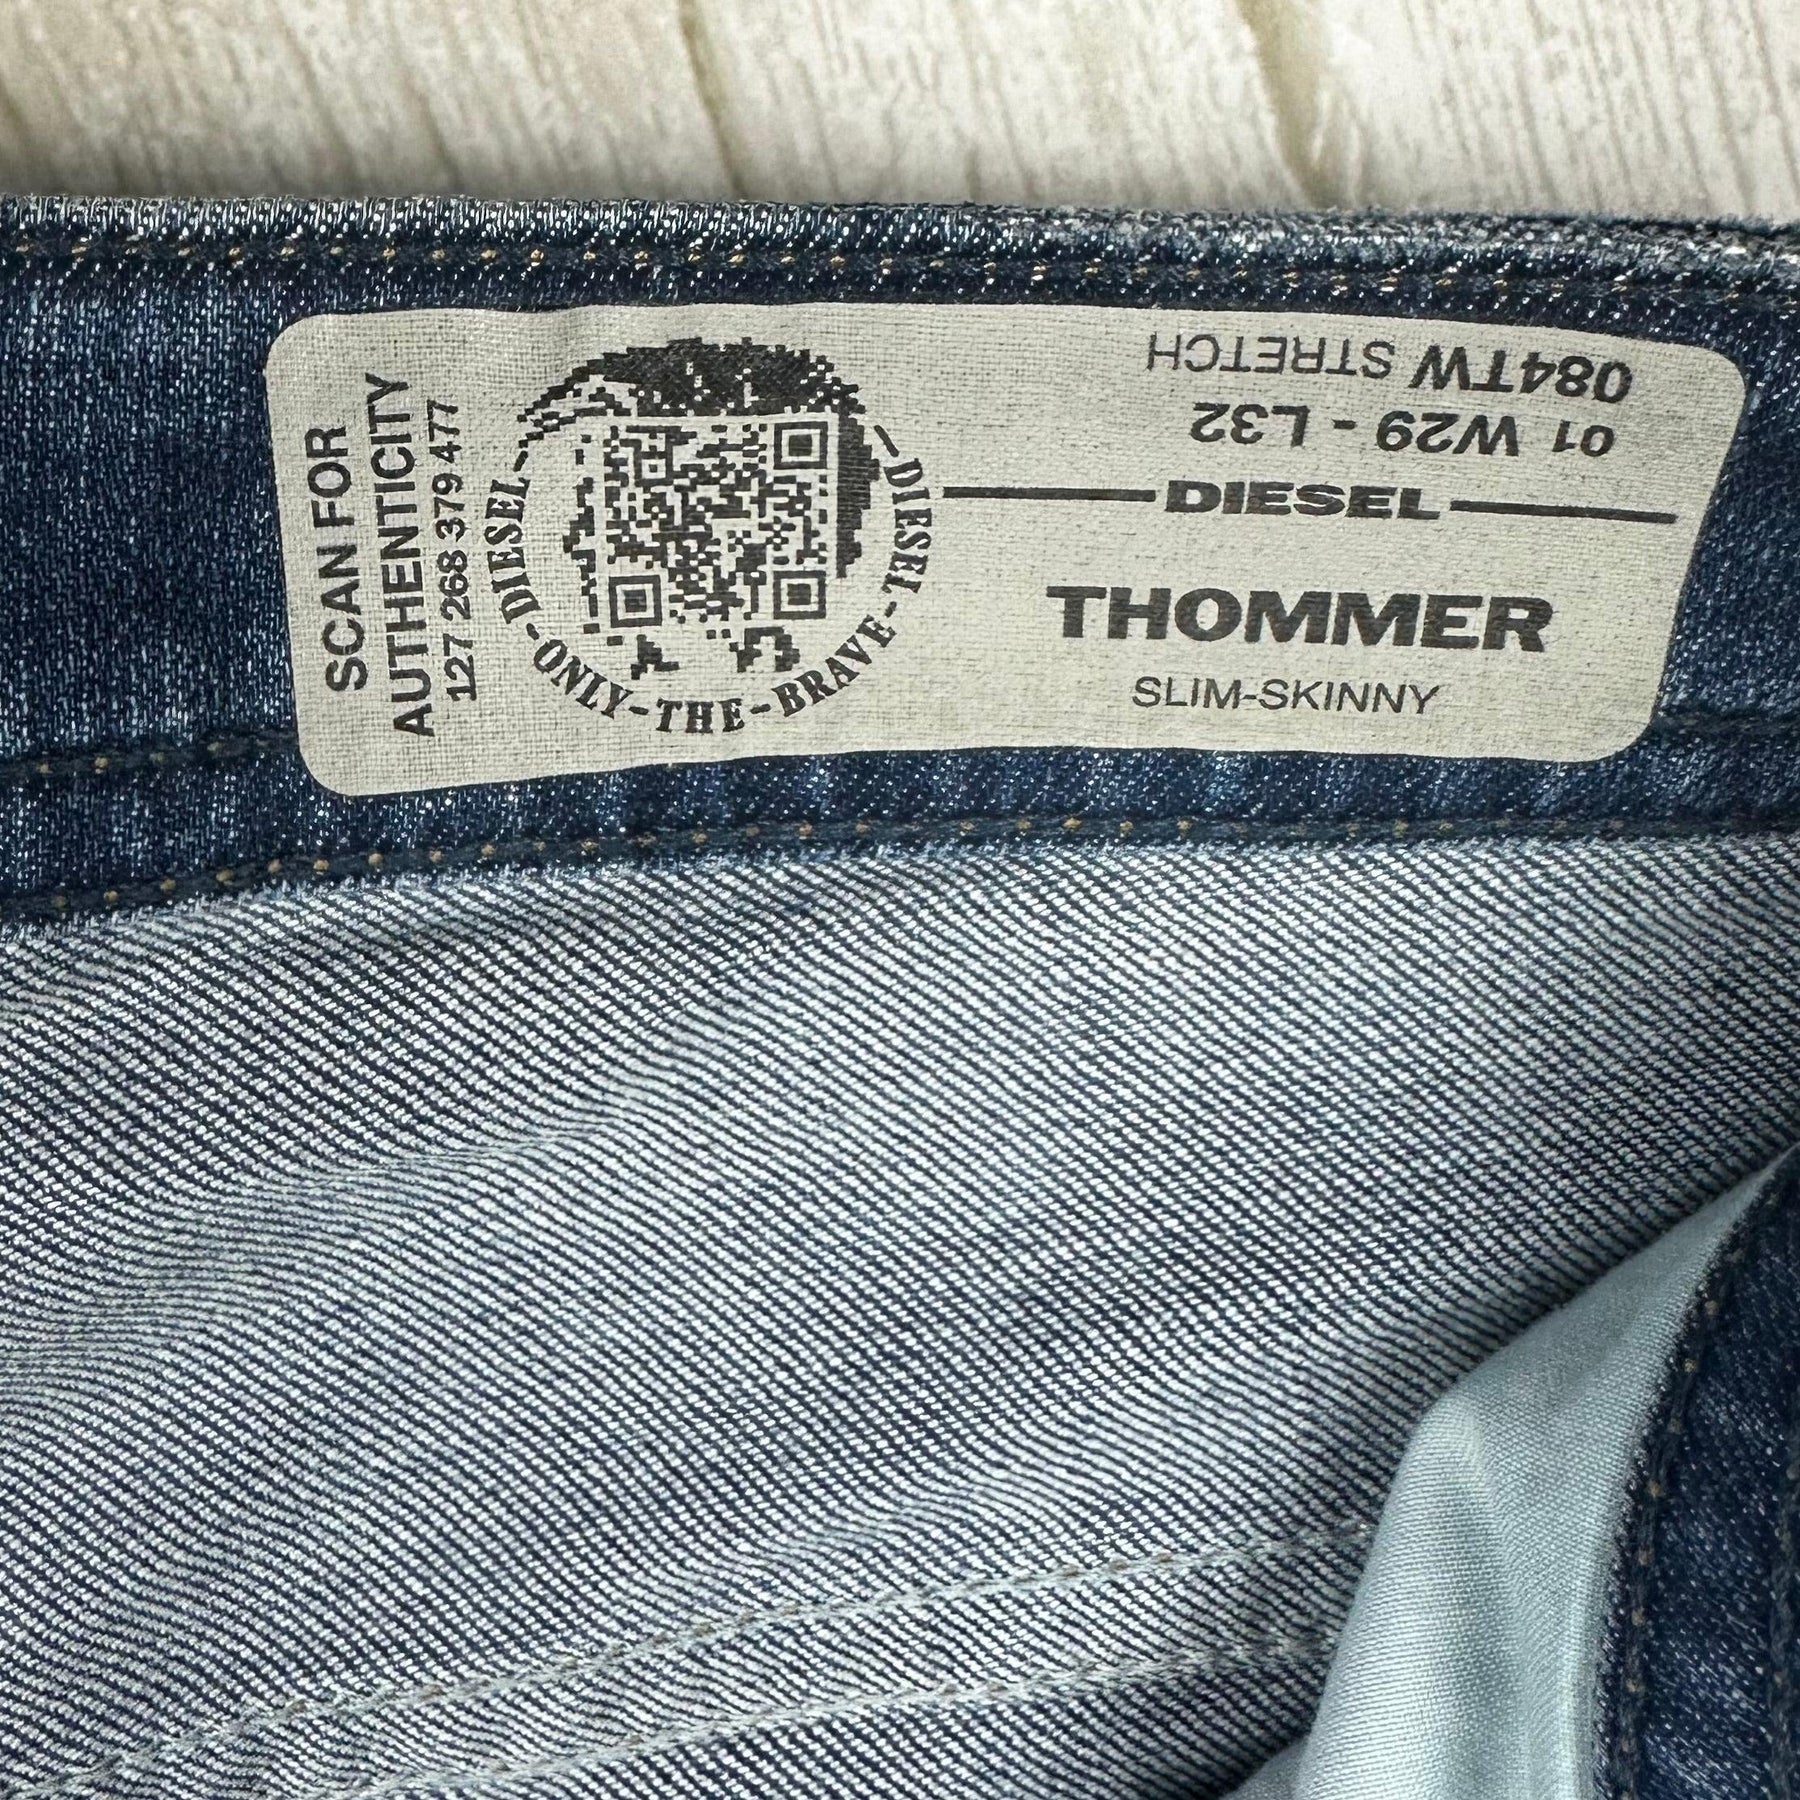 SCAN FOR
AUTHENTICITY
127 268 379 477
DIESEL-ONLY-THE-BRAVE-DIESEL
084TW STRETCH
01 W29 - L32
DIESEL
THOMMER
SLIM-SKINNY